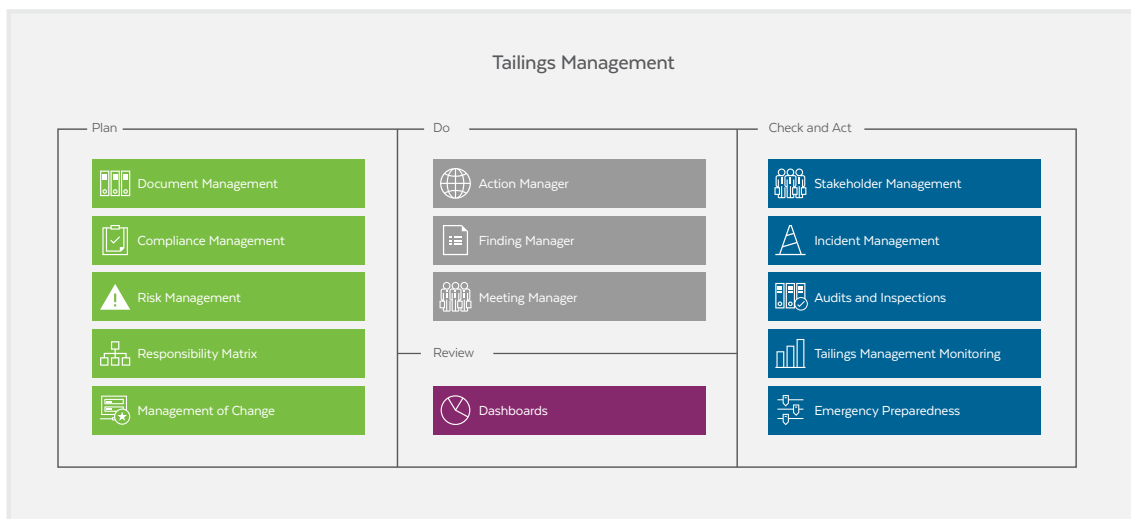 Tailings Management
Plan
Document Management
Compliance Management
Risk Management
Responsibility Matrix
Management of Change
Do
Action Manager
Finding Manager
Meeting Manager
Review
Dashboards
Check and Act
Stakeholder Management
Incident Management
Audits and Inspections
Tailings Management Monitoring
Emergency Preparedness